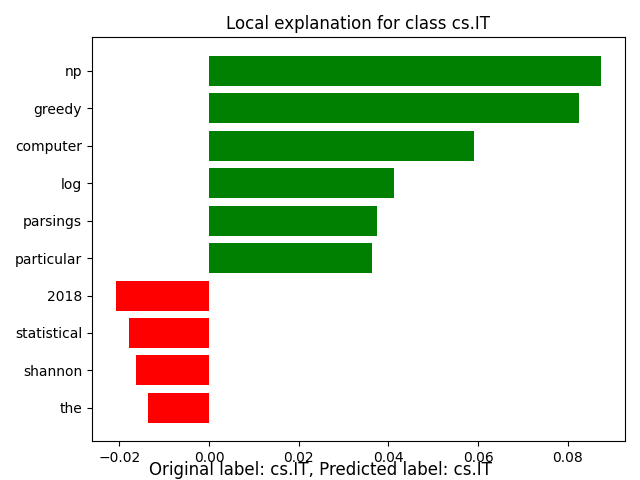 Local explanation for class cs.IT
np
greedy
computer
log
parsings
particular
2018
statistical
shannon
the
−0.02 0.00 0.02 0.04 0.06 0.08
Original label: cs.IT, Predicted label: cs.IT